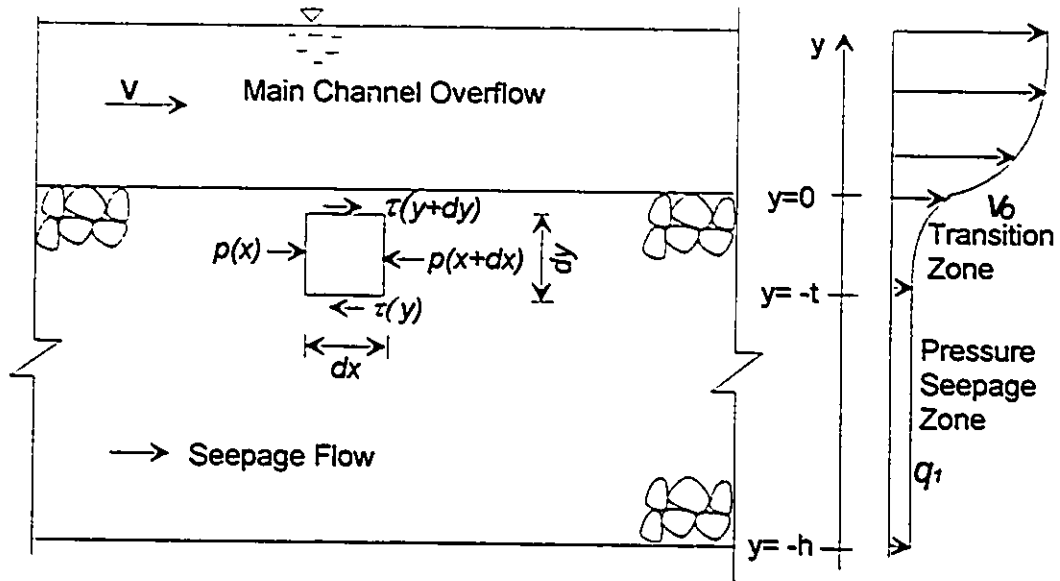 y
V
Main Channel Overflow
τ(y+dy)
y=0
V₀
p(x)
p(x+dx)
dy
Transition
Zone
τ(y)
y= -t
dx
Pressure
Seepage
Zone
Seepage Flow
q₁
y= -h